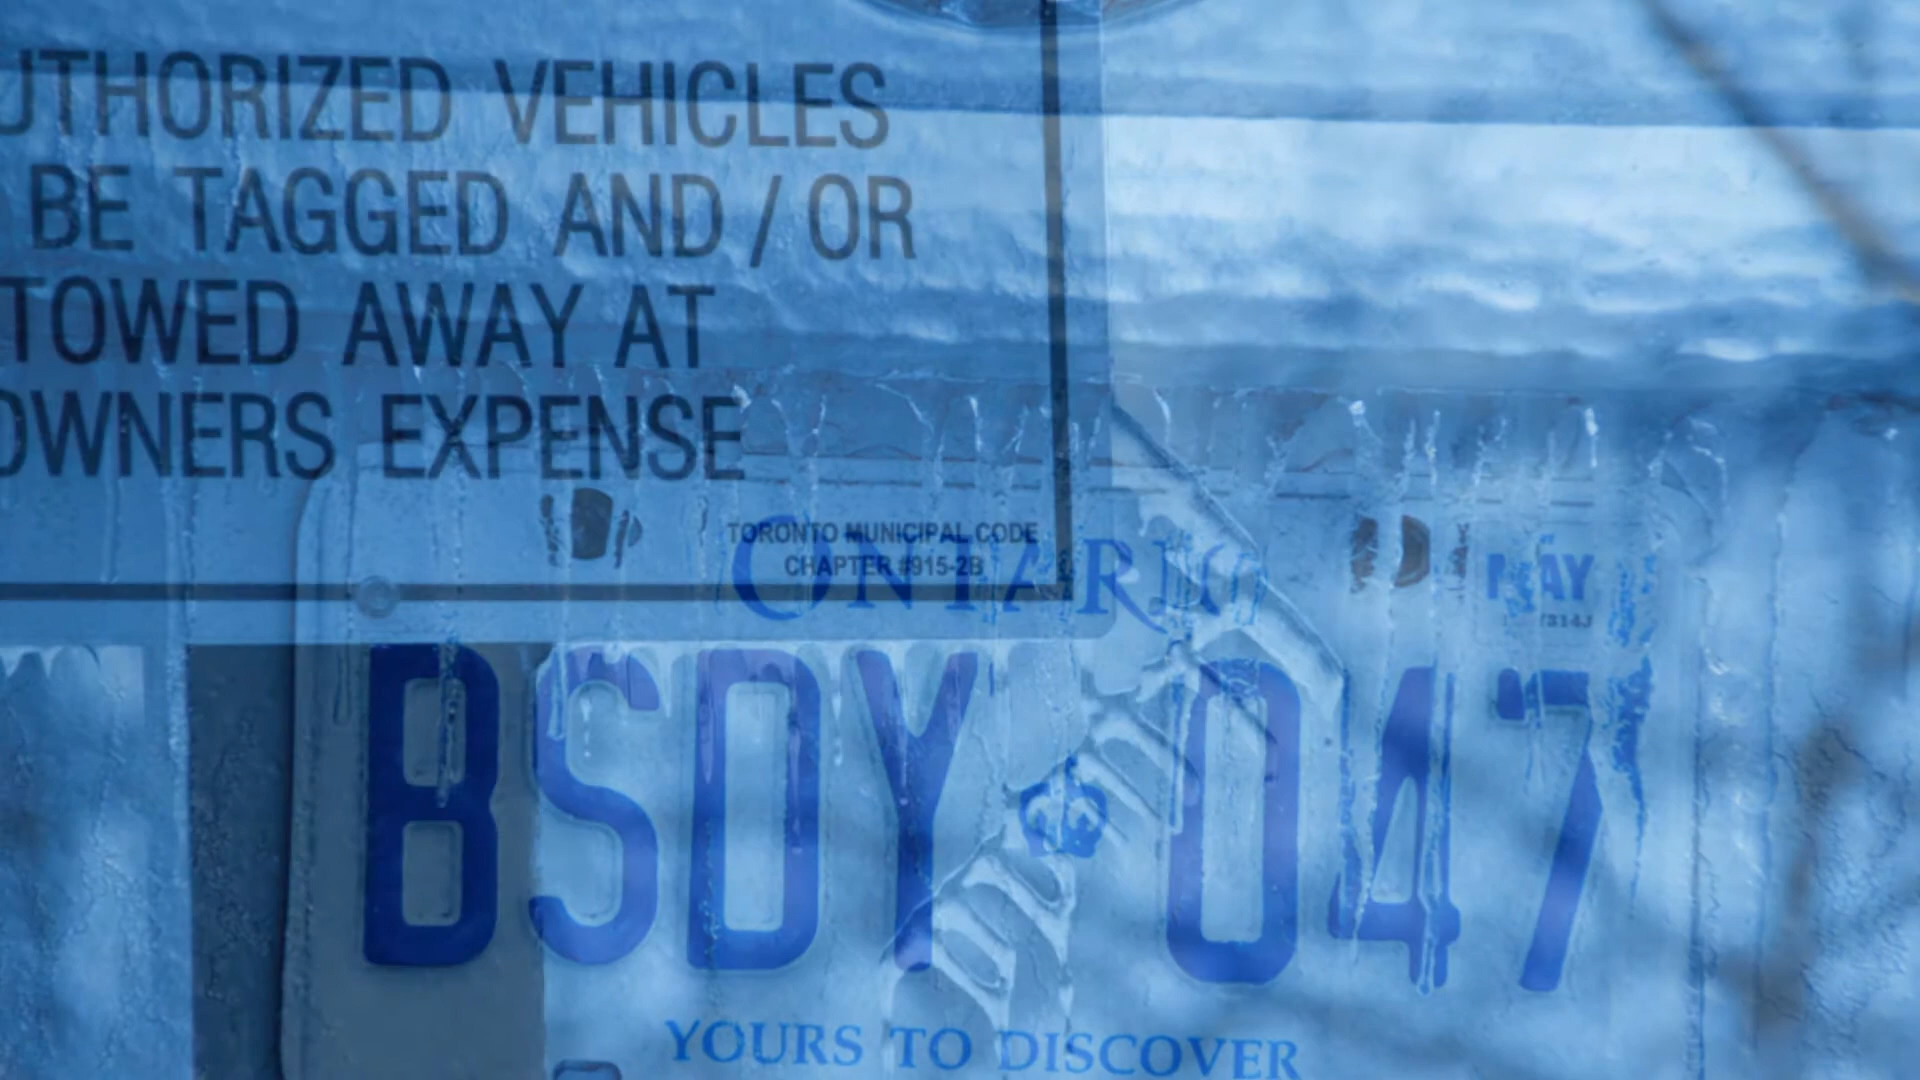 UTHORIZED VEHICLES
BE TAGGED AND / OR
TOWED AWAY AT
OWNERS EXPENSE
TORONTO MUNICIPAL CODE
CHAPTER #915-2B
ONTARIO
MAY
BSDY 047
YOURS TO DISCOVER